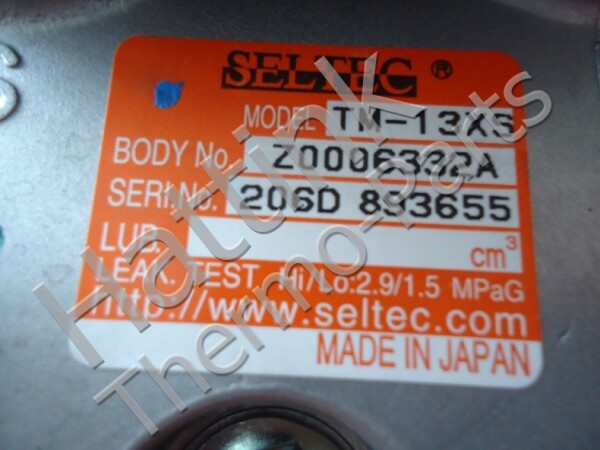 SELTEC ®
MODEL TM-13XS
BODY No. Z0006332A
SERI.No. 206D 893655
LUB. cm³
LEAK. TEST Hi/Lo:2.9/1.5 MPaG
http://www.seltec.com
MADE IN JAPAN
Hattink
Thermo-Parts